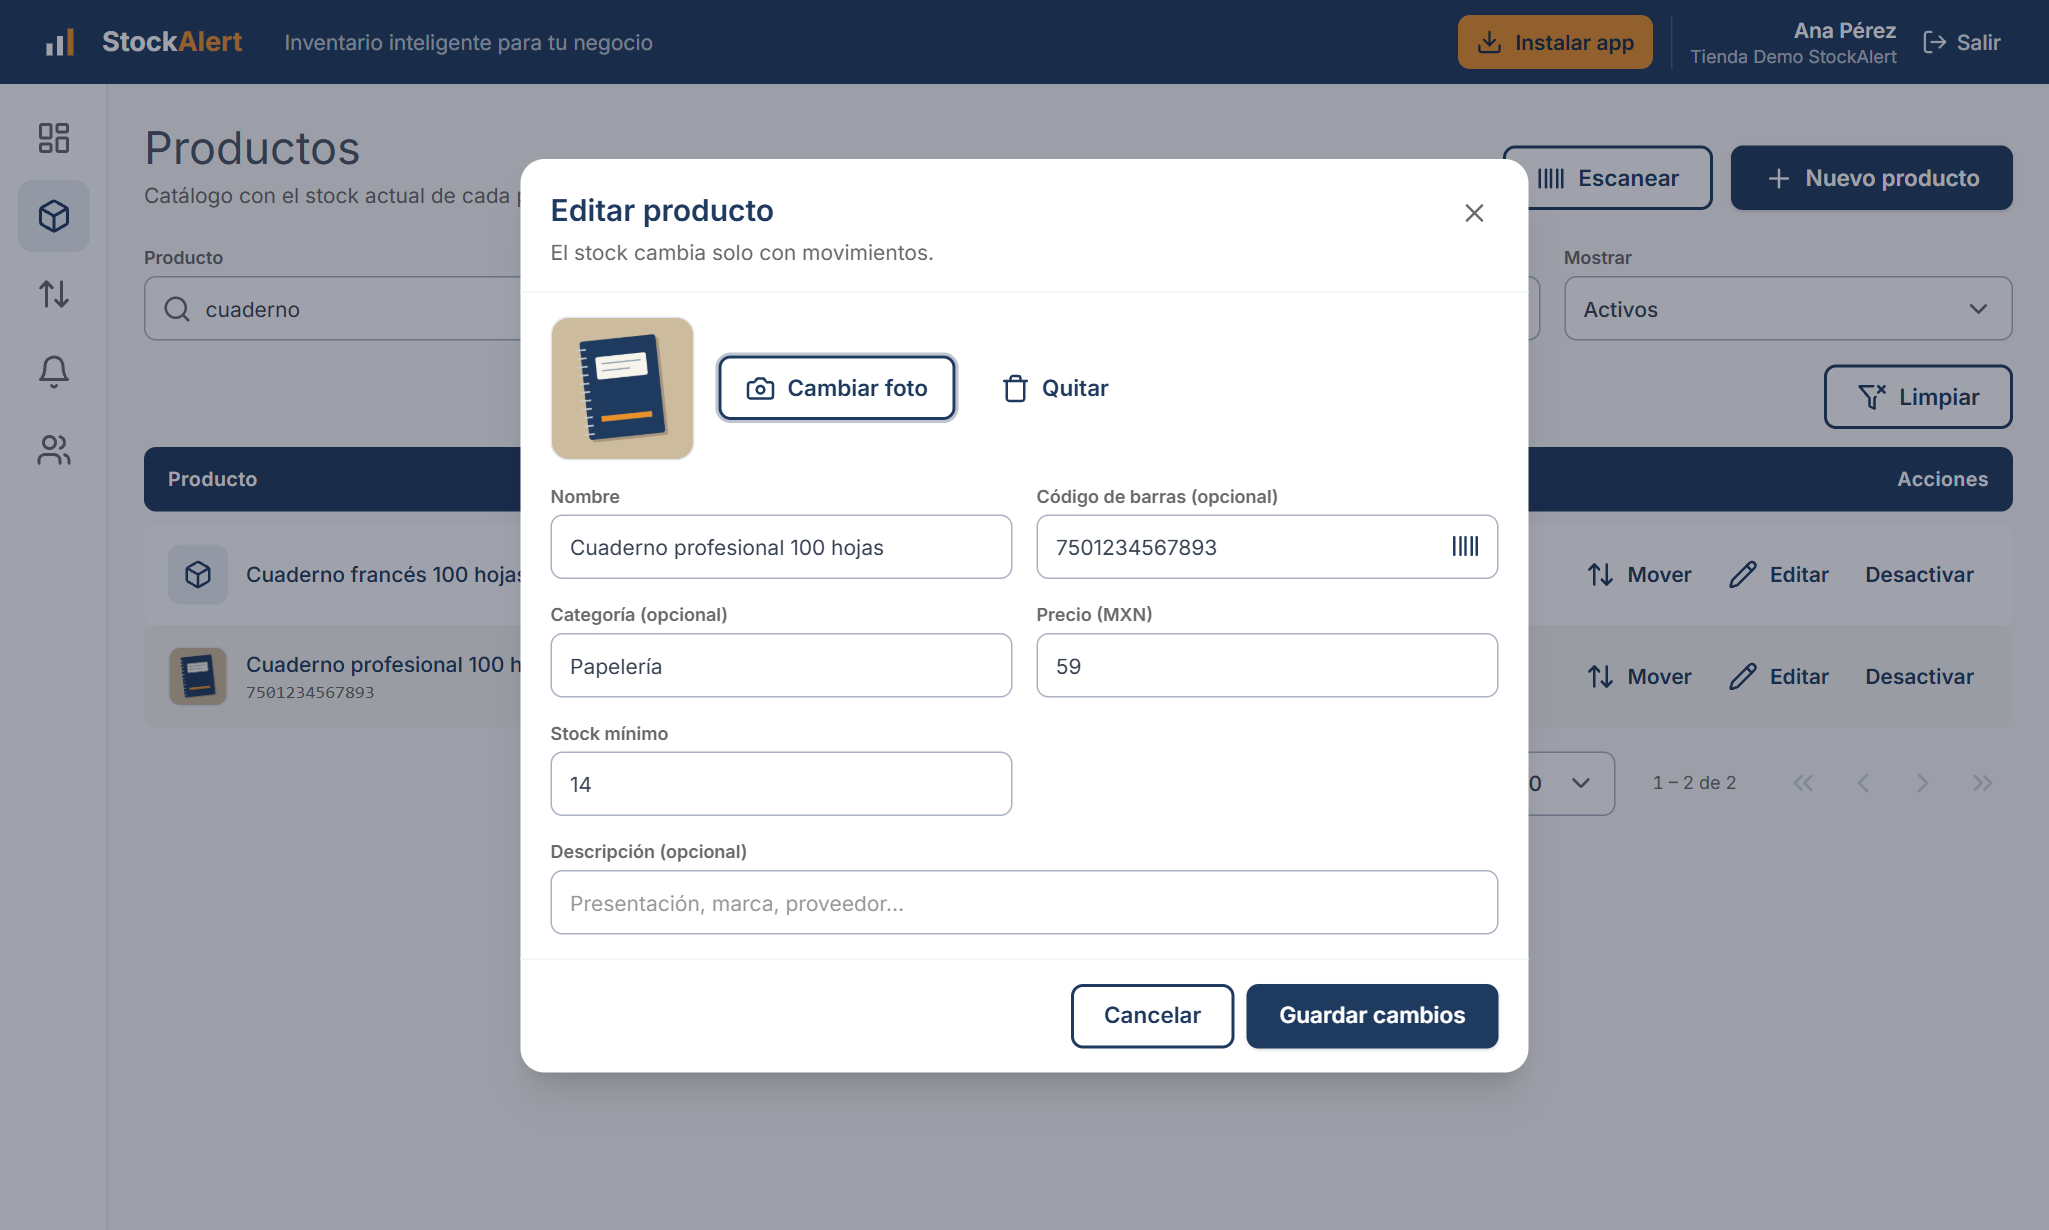 StockAlert
Inventario inteligente para tu negocio
Instalar app
Ana Pérez
Tienda Demo StockAlert
Salir
Productos
Catálogo con el stock actual de cada
Escanear
Nuevo producto
Producto
cuaderno
Mostrar
Activos
Limpiar
Producto
Acciones
Cuaderno francés 100 hojas
Mover
Editar
Desactivar
Cuaderno profesional 100 h
7501234567893
Mover
Editar
Desactivar
0
1 – 2 de 2
Editar producto
El stock cambia solo con movimientos.
Cambiar foto
Quitar
Nombre
Cuaderno profesional 100 hojas
Código de barras (opcional)
7501234567893
Categoría (opcional)
Papelería
Precio (MXN)
59
Stock mínimo
14
Descripción (opcional)
Presentación, marca, proveedor...
Cancelar
Guardar cambios